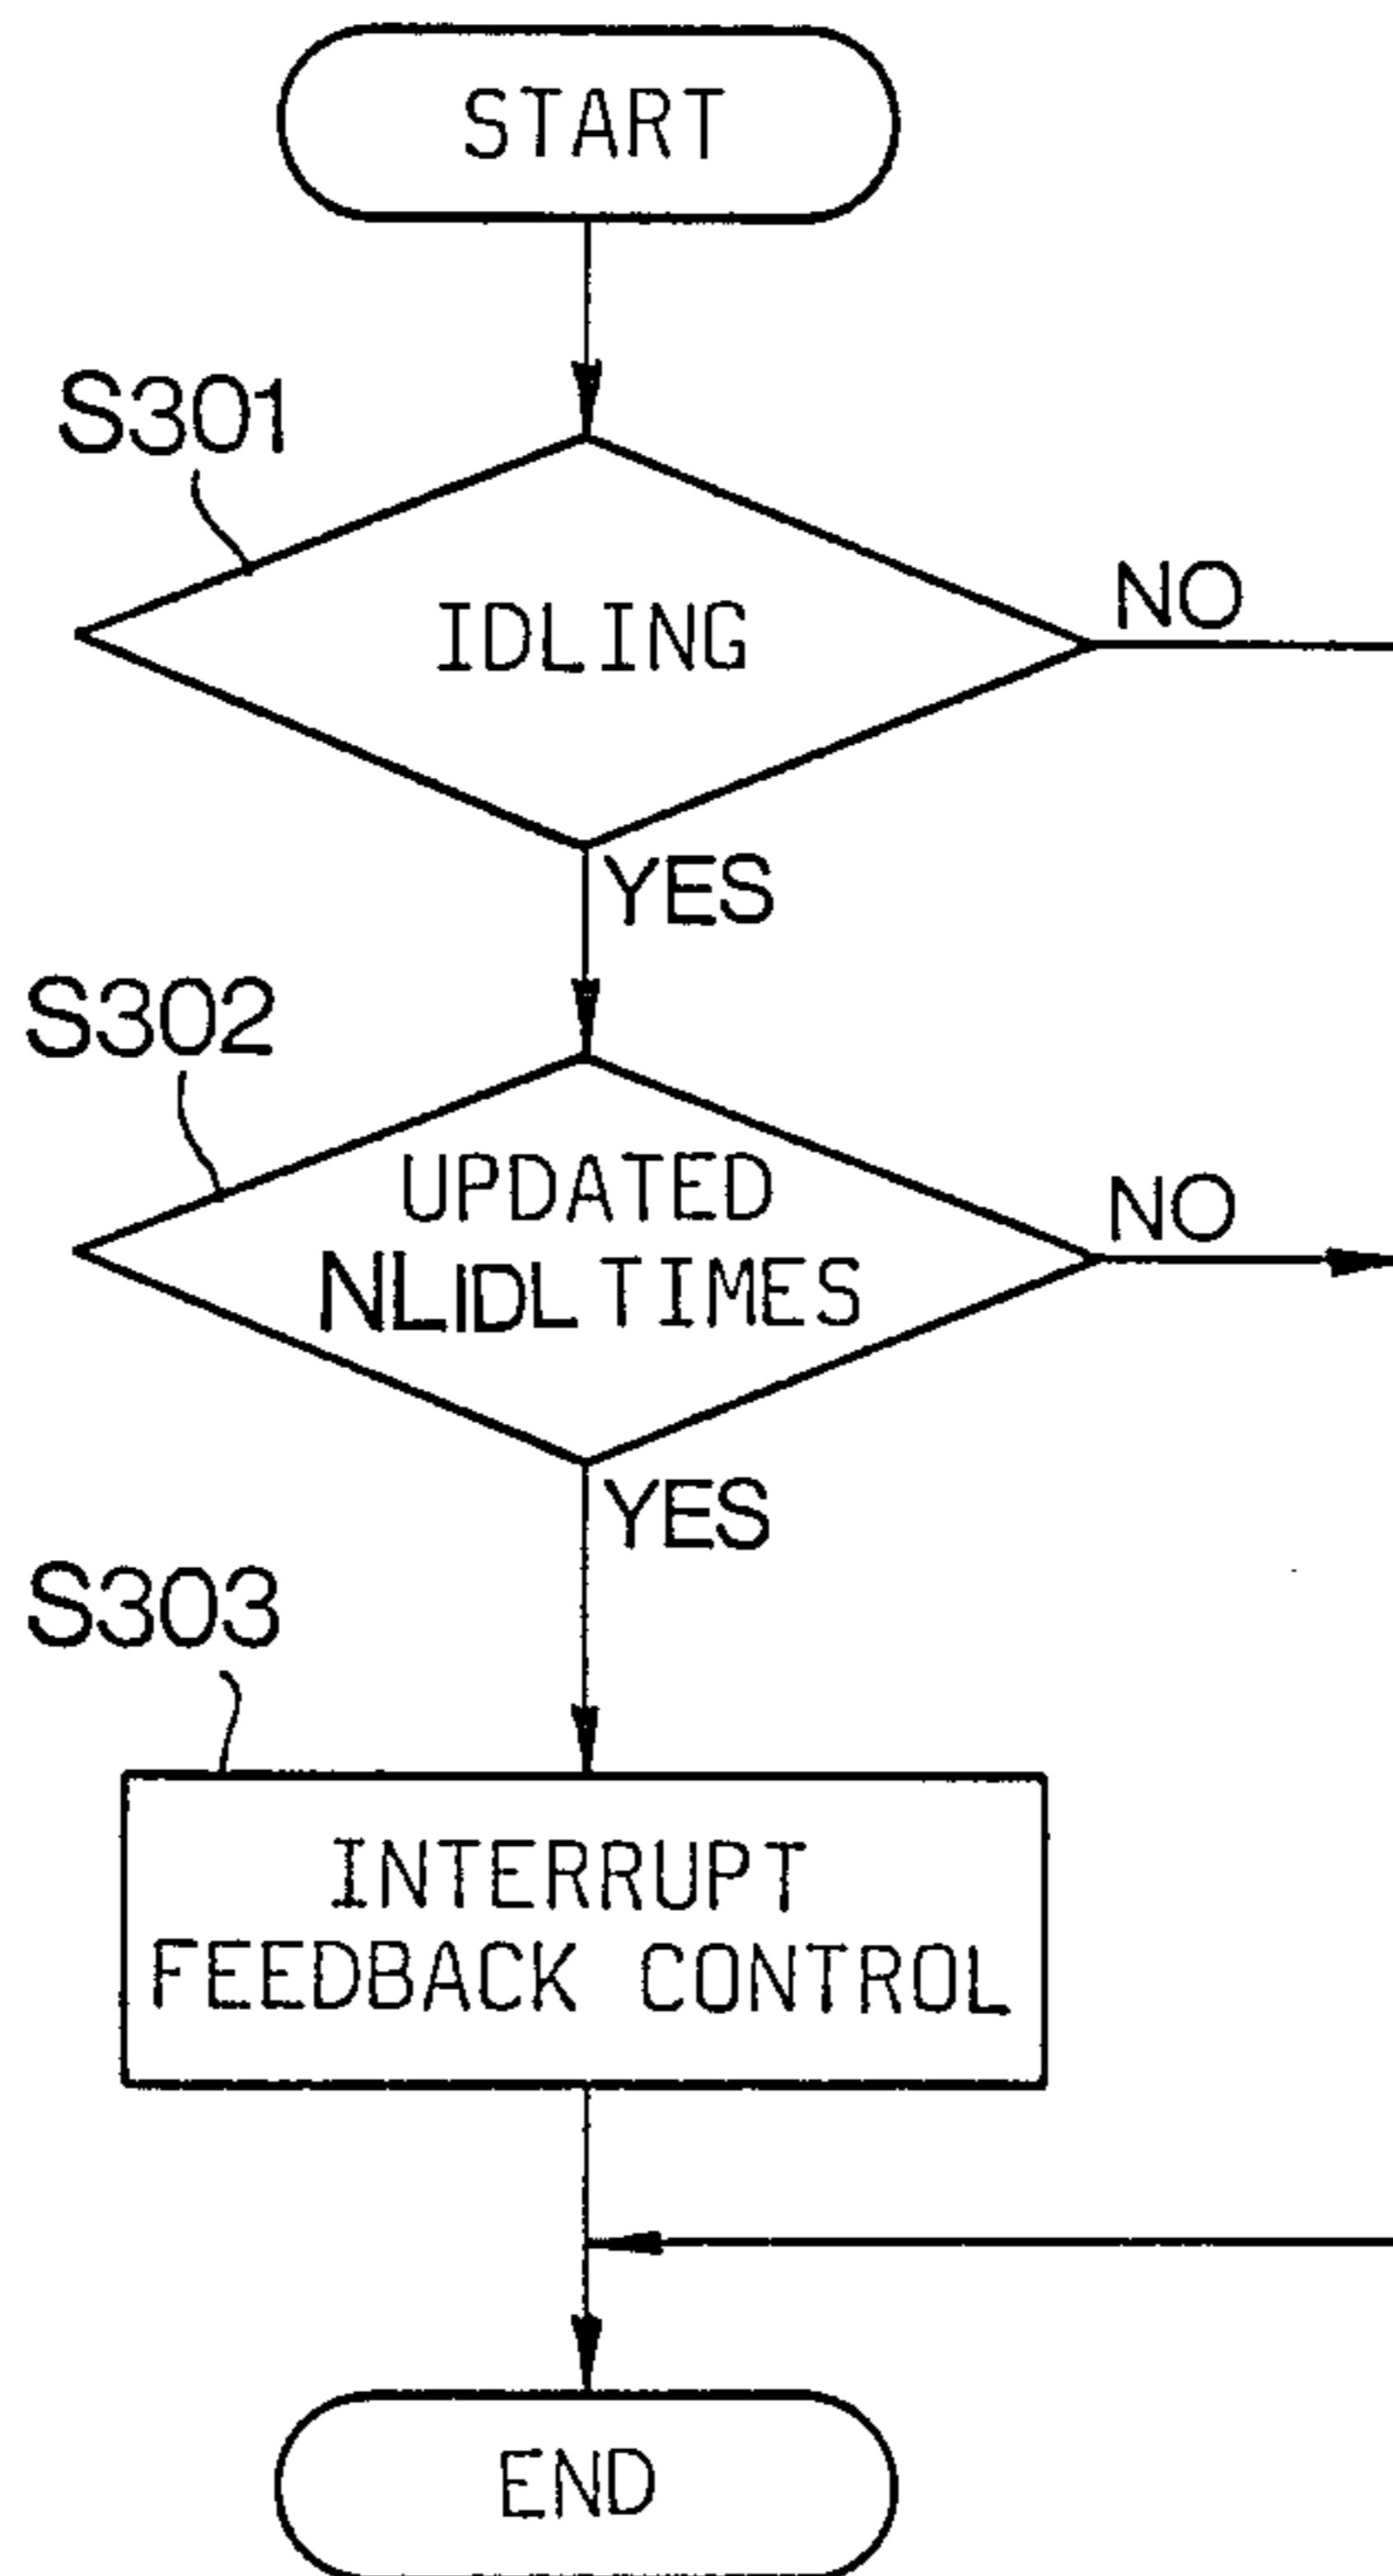 START
S301
IDLING
NO
YES
S302
UPDATED
NLIDL TIMES
NO
YES
S303
INTERRUPT
FEEDBACK CONTROL
END